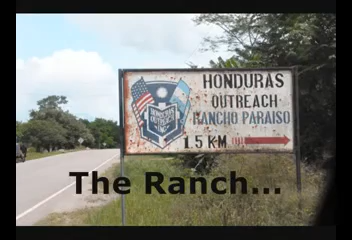 HONDURAS
OUTREACH
RANCHO PARAISO
1.5 KM
The Ranch...